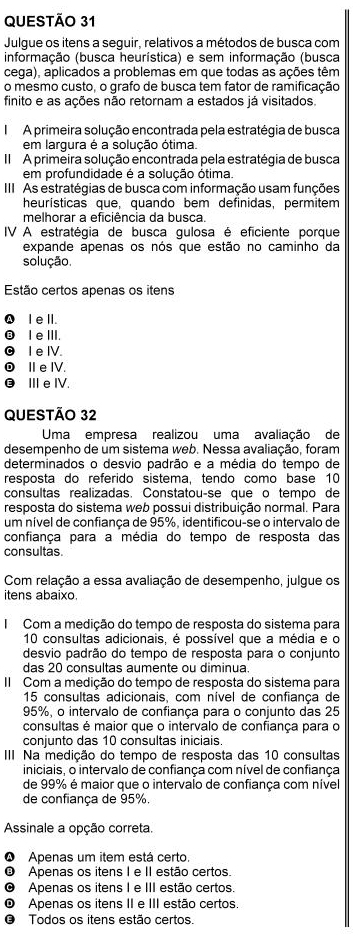 QUESTÃO 31
Julgue os itens a seguir, relativos a métodos de busca com
informação (busca heurística) e sem informação (busca
cega), aplicados a problemas em que todas as ações têm
o mesmo custo, o grafo de busca tem fator de ramificação
finito e as ações não retornam a estados já visitados.
I A primeira solução encontrada pela estratégia de busca
em largura é a solução ótima.
II A primeira solução encontrada pela estratégia de busca
em profundidade é a solução ótima.
III As estratégias de busca com informação usam funções
heurísticas que, quando bem definidas, permitem
melhorar a eficiência da busca.
IV A estratégia de busca gulosa é eficiente porque
expande apenas os nós que estão no caminho da
solução.
Estão certos apenas os itens
A I e II.
B I e III.
C I e IV.
D II e IV.
E III e IV.
QUESTÃO 32
Uma empresa realizou uma avaliação de
desempenho de um sistema web. Nessa avaliação, foram
determinados o desvio padrão e a média do tempo de
resposta do referido sistema, tendo como base 10
consultas realizadas. Constatou-se que o tempo de
resposta do sistema web possui distribuição normal. Para
um nível de confiança de 95%, identificou-se o intervalo de
confiança para a média do tempo de resposta das
consultas.
Com relação a essa avaliação de desempenho, julgue os
itens abaixo.
I Com a medição do tempo de resposta do sistema para
10 consultas adicionais, é possível que a média e o
desvio padrão do tempo de resposta para o conjunto
das 20 consultas aumente ou diminua.
II Com a medição do tempo de resposta do sistema para
15 consultas adicionais, com nível de confiança de
95%, o intervalo de confiança para o conjunto das 25
consultas é maior que o intervalo de confiança para o
conjunto das 10 consultas iniciais.
III Na medição do tempo de resposta das 10 consultas
iniciais, o intervalo de confiança com nível de confiança
de 99% é maior que o intervalo de confiança com nível
de confiança de 95%.
Assinale a opção correta.
A Apenas um item está certo.
B Apenas os itens I e II estão certos.
C Apenas os itens I e III estão certos.
D Apenas os itens II e III estão certos.
E Todos os itens estão certos.